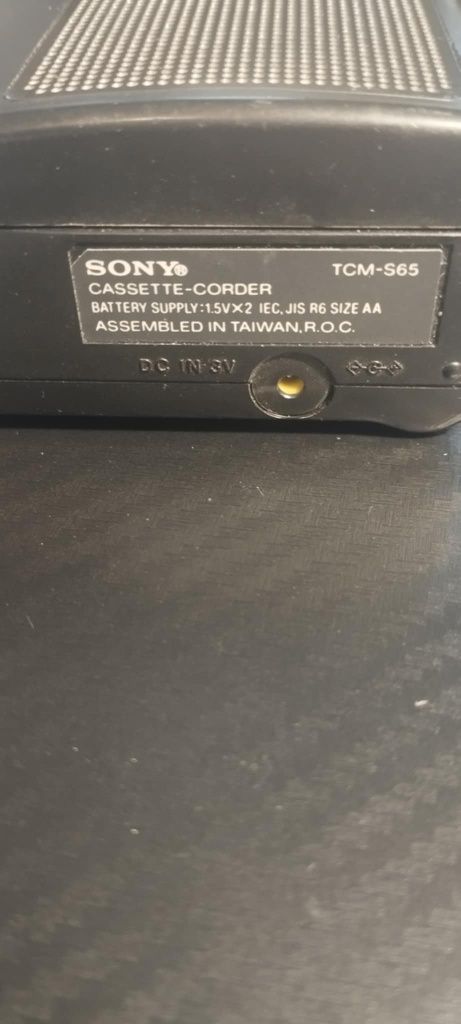 SONY® TCM-S65
CASSETTE-CORDER
BATTERY SUPPLY:1.5V×2 IEC, JIS R6 SIZE AA
ASSEMBLED IN TAIWAN,R.O.C.
DC IN 3V